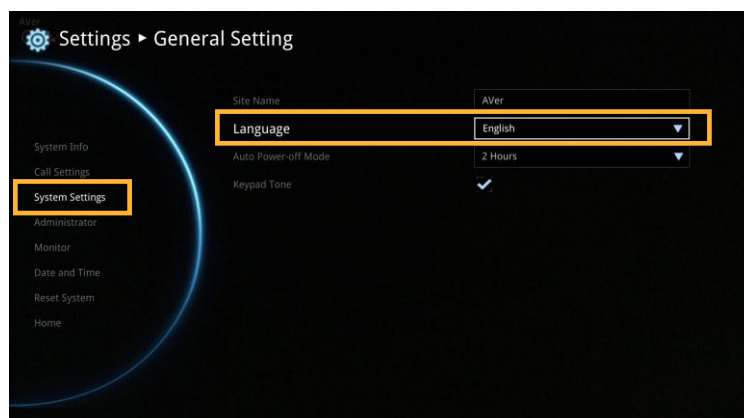 AVer
Settings ▸ General Setting
Site Name AVer
Language English
Auto Power-off Mode 2 Hours
Keypad Tone
System Info
Call Settings
System Settings
Administrator
Monitor
Date and Time
Reset System
Home